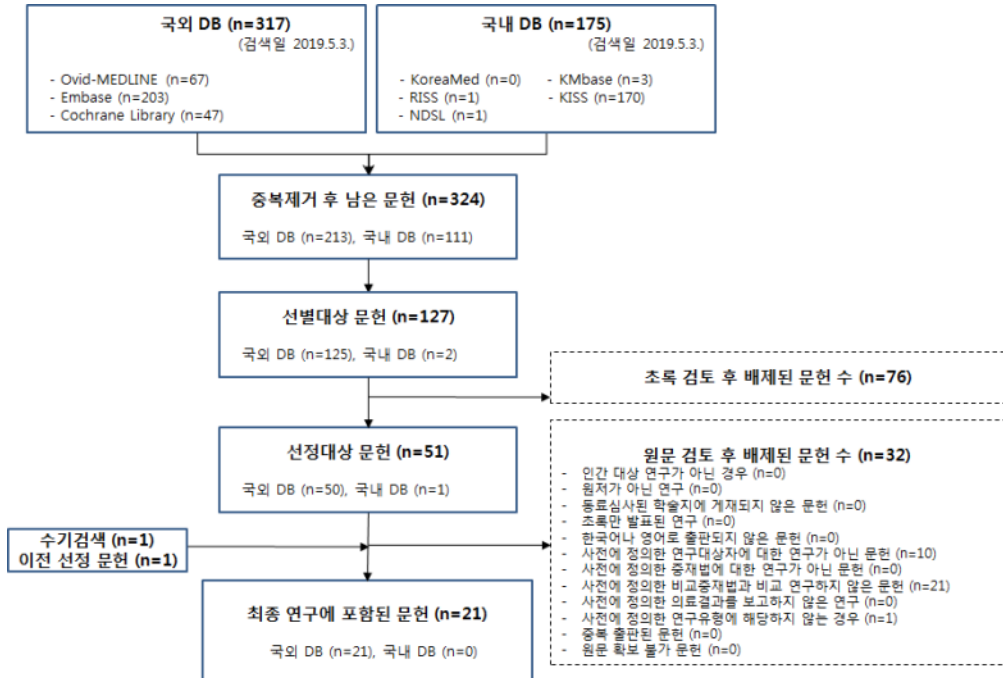 국외 DB (n=317)
(검색일 2019.5.3.)
- Ovid-MEDLINE (n=67)
- Embase (n=203)
- Cochrane Library (n=47)
국내 DB (n=175)
(검색일 2019.5.3.)
- KoreaMed (n=0) - KMbase (n=3)
- RISS (n=1) - KISS (n=170)
- NDSL (n=1)
중복제거 후 남은 문헌 (n=324)
국외 DB (n=213), 국내 DB (n=111)
선별대상 문헌 (n=127)
국외 DB (n=125), 국내 DB (n=2)
초록 검토 후 배제된 문헌 수 (n=76)
선정대상 문헌 (n=51)
국외 DB (n=50), 국내 DB (n=1)
원문 검토 후 배제된 문헌 수 (n=32)
- 인간 대상 연구가 아닌 경우 (n=0)
- 원저가 아닌 연구 (n=0)
- 동료심사된 학술지에 게재되지 않은 문헌 (n=0)
- 초록만 발표된 연구 (n=0)
- 한국어나 영어로 출판되지 않은 문헌 (n=0)
- 사전에 정의한 연구대상자에 대한 연구가 아닌 문헌 (n=10)
- 사전에 정의한 중재법에 대한 연구가 아닌 문헌 (n=0)
- 사전에 정의한 비교중재법과 비교 연구하지 않은 문헌 (n=21)
- 사전에 정의한 의료결과를 보고하지 않은 연구 (n=0)
- 사전에 정의한 연구유형에 해당하지 않는 경우 (n=1)
- 중복 출판된 문헌 (n=0)
- 원문 확보 불가 문헌 (n=0)
수기검색 (n=1)
이전 선정 문헌 (n=1)
최종 연구에 포함된 문헌 (n=21)
국외 DB (n=21), 국내 DB (n=0)